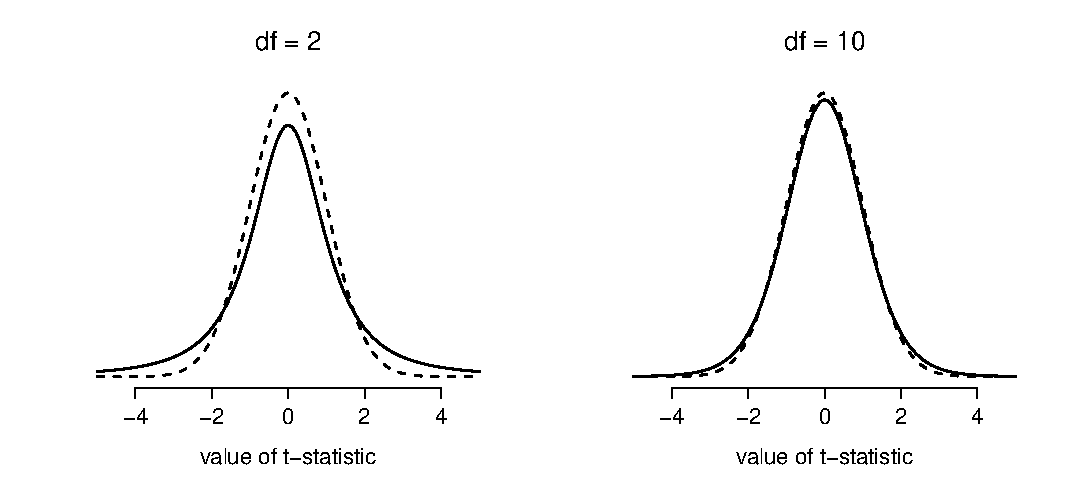 df = 2
−4 −2 0 2 4
value of t−statistic
df = 10
−4 −2 0 2 4
value of t−statistic